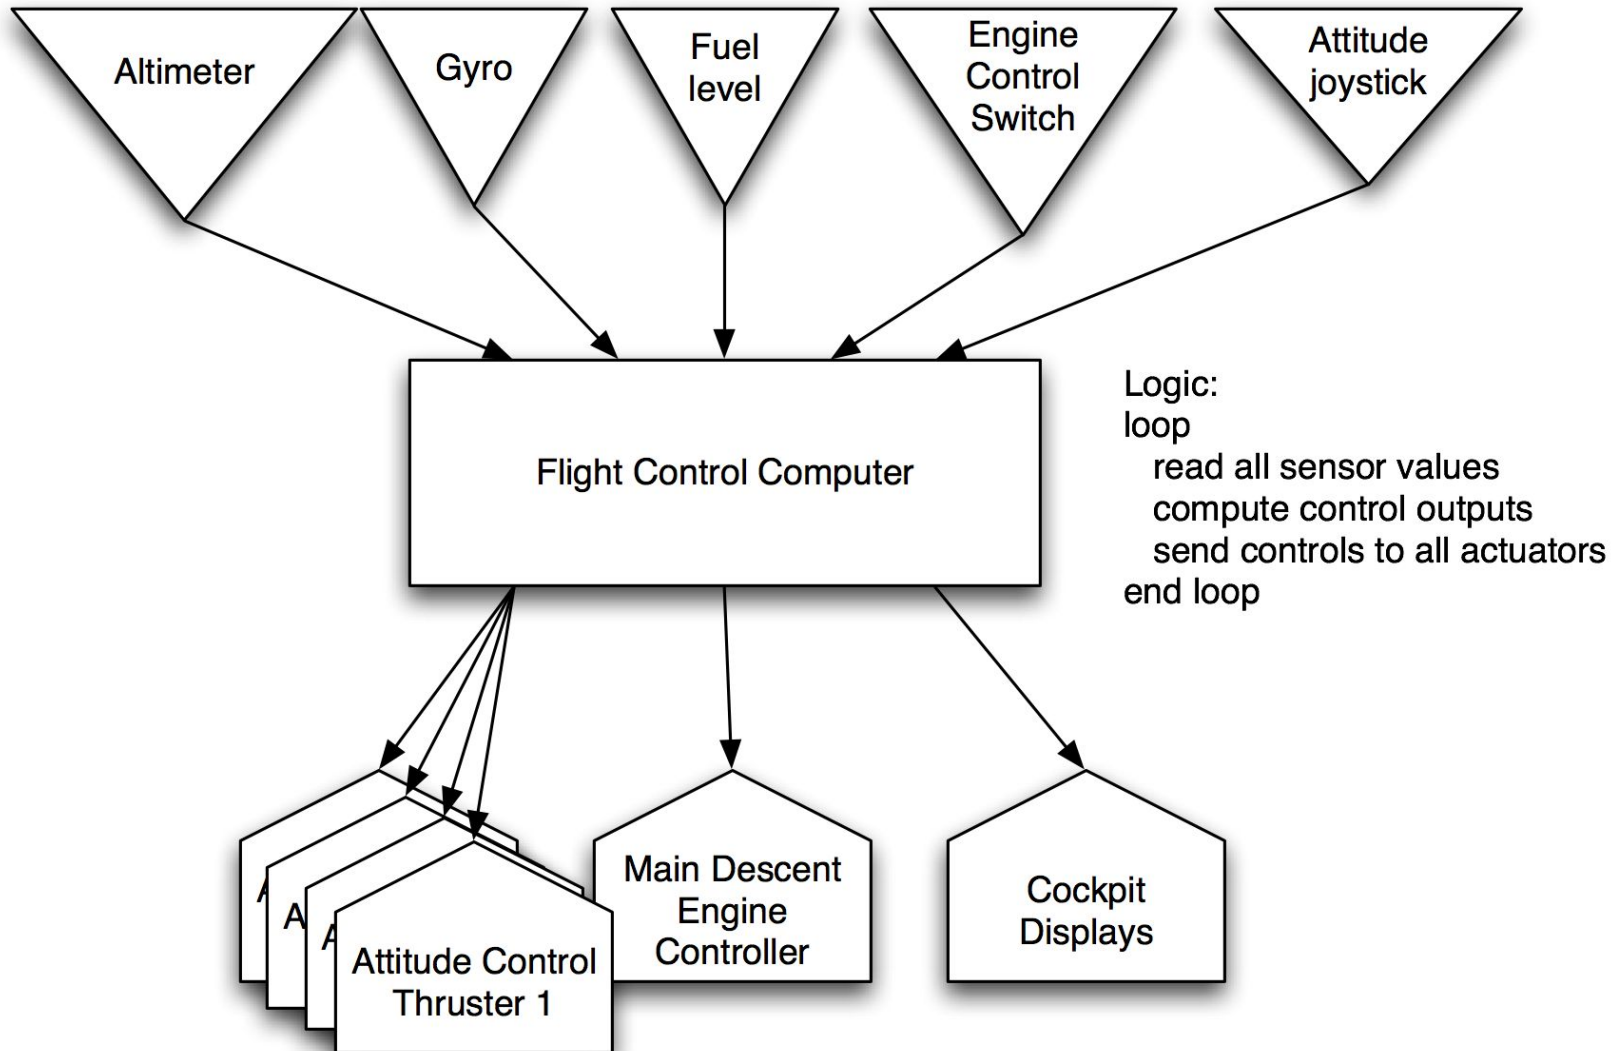 Altimeter
Gyro
Fuel
level
Engine
Control
Switch
Attitude
joystick
Flight Control Computer
Logic:
loop
read all sensor values
compute control outputs
send controls to all actuators
end loop
A
A
A
Attitude Control
Thruster 1
Main Descent
Engine
Controller
Cockpit
Displays